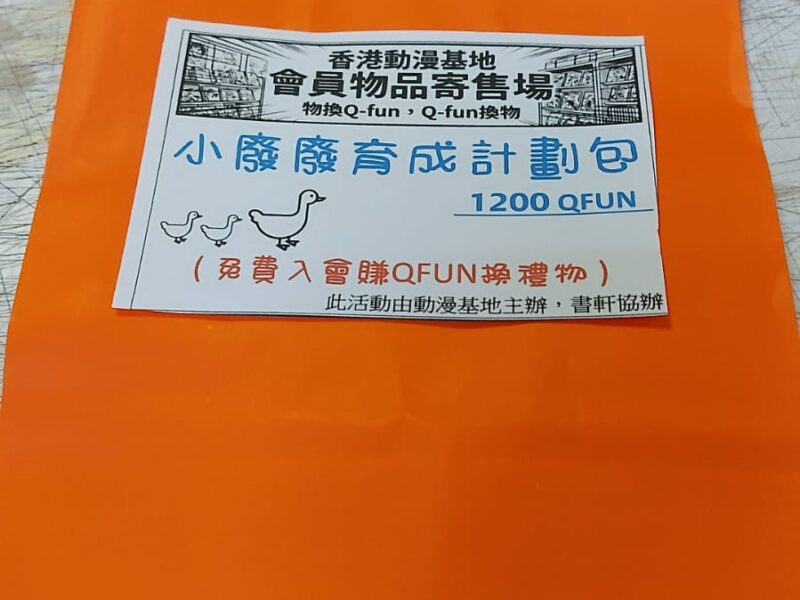 香港動漫基地
會員物品寄售場
物換Q-fun，Q-fun換物
小廢廢育成計劃包
1200 QFUN
（免費入會賺QFUN換禮物）
此活動由動漫基地主辦，書軒協辦